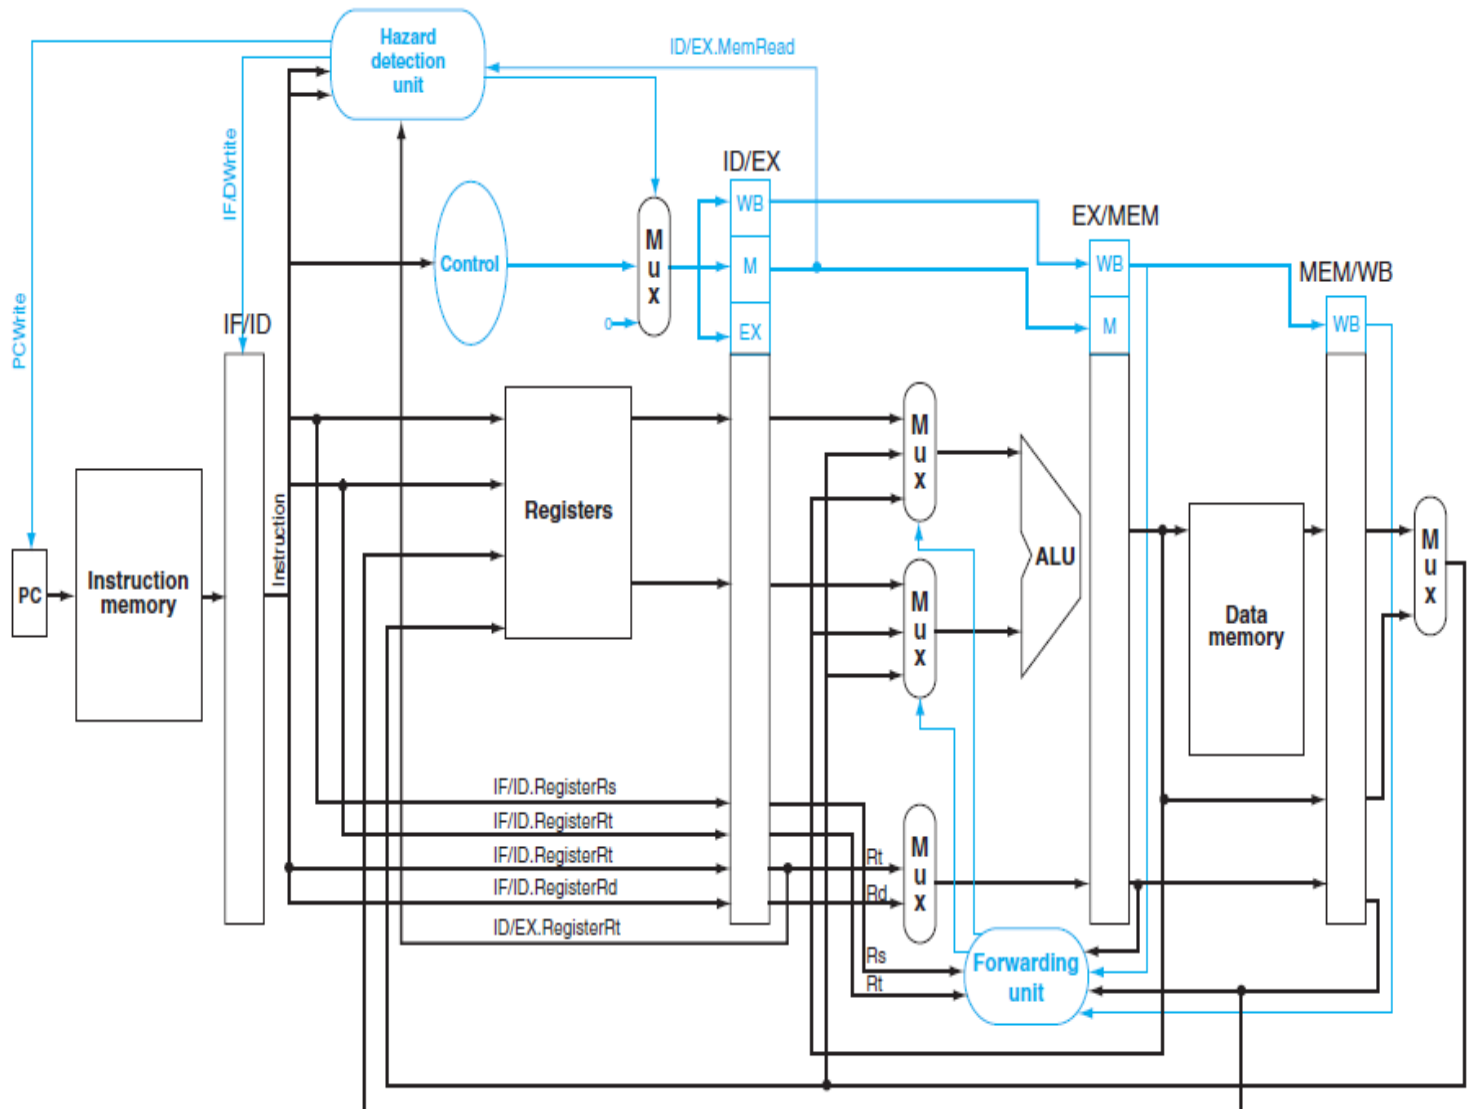 Hazard
detection
unit
ID/EX.MemRead
IF/DWrtite
PCWrite
ID/EX
WB
M
EX
EX/MEM
WB
M
MEM/WB
WB
Control
M
u
x
0
IF/ID
Instruction
PC
Instruction
memory
Registers
M
u
x
M
u
x
ALU
Data
memory
M
u
x
IF/ID.RegisterRs
IF/ID.RegisterRt
IF/ID.RegisterRt
IF/ID.RegisterRd
ID/EX.RegisterRt
Rt
Rd
M
u
x
Rs
Rt
Forwarding
unit